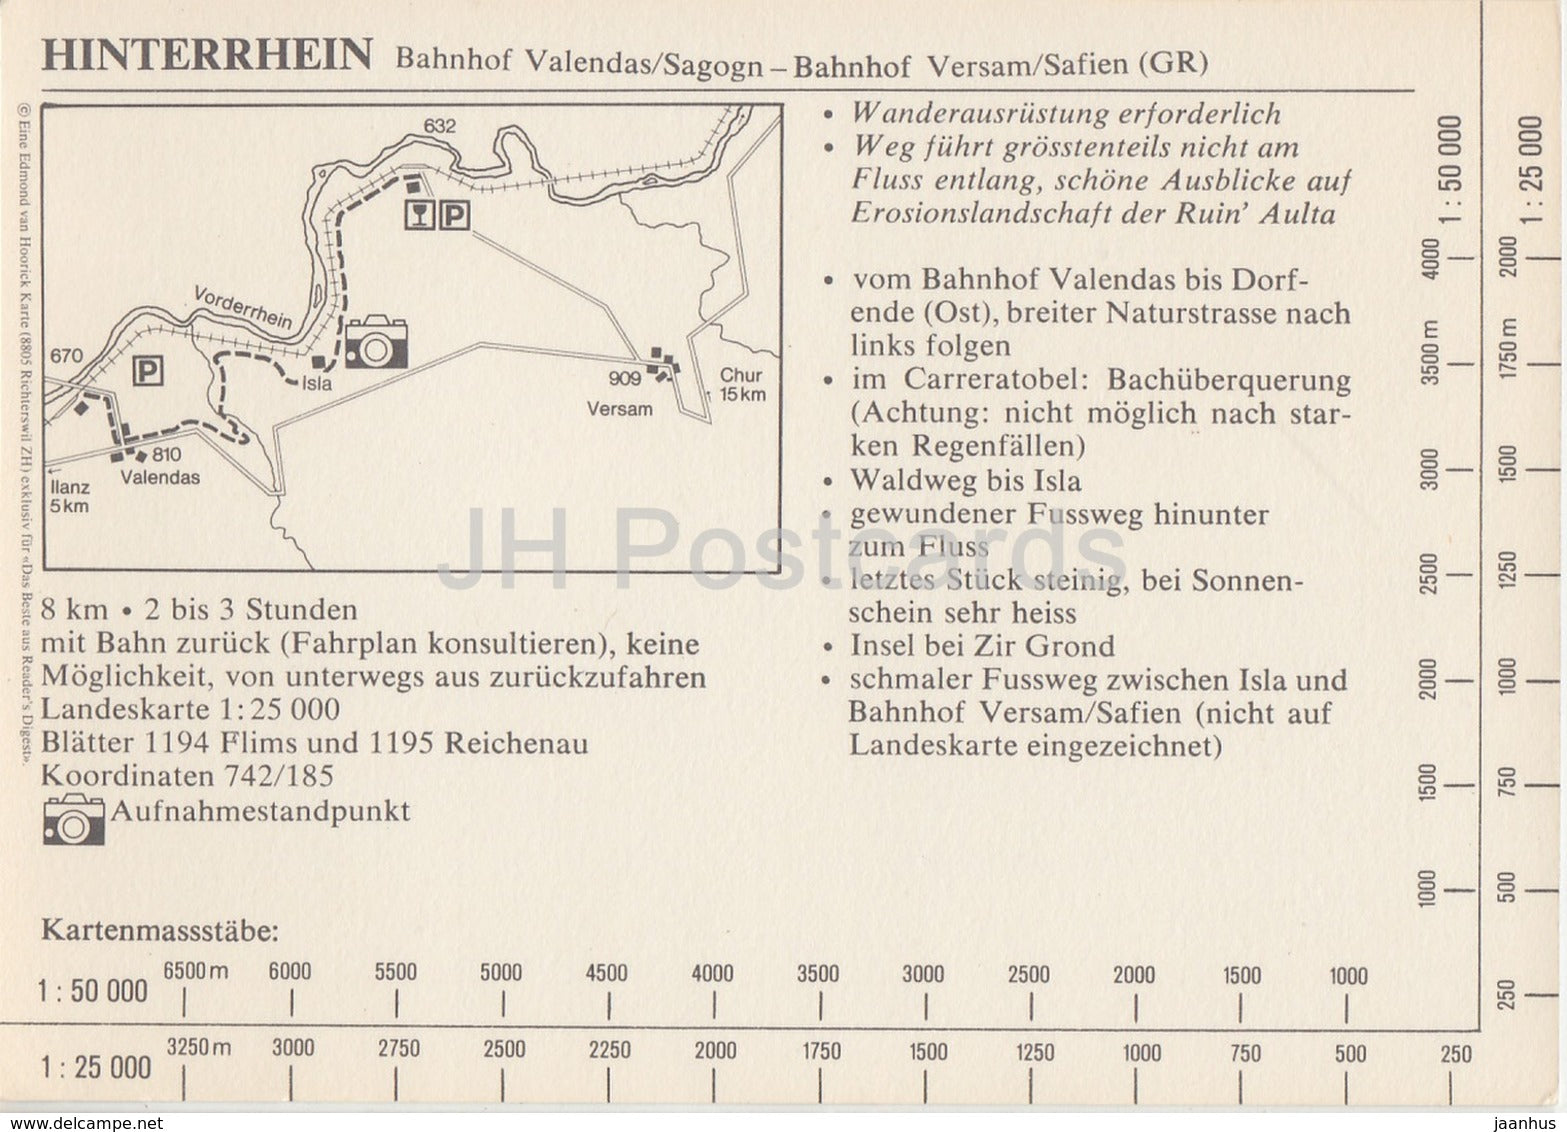 HINTERRHEIN Bahnhof Valendas/Sagogn – Bahnhof Versam/Safien (GR)
© Eine Edmond van Hoorick Karte (8805 Richterswil ZH) exklusiv für «Das Beste aus Reader's Digest».
632
P
Vorderrhein
670
P
Isla
909
Versam
Chur
15 km
810
Valendas
← Ilanz
5 km
8 km • 2 bis 3 Stunden
mit Bahn zurück (Fahrplan konsultieren), keine
Möglichkeit, von unterwegs aus zurückzufahren
Landeskarte 1:25 000
Blätter 1194 Flims und 1195 Reichenau
Koordinaten 742/185
Aufnahmestandpunkt
• Wanderausrüstung erforderlich
• Weg führt grösstenteils nicht am
Fluss entlang, schöne Ausblicke auf
Erosionslandschaft der Ruin' Aulta
• vom Bahnhof Valendas bis Dorf-
ende (Ost), breiter Naturstrasse nach
links folgen
• im Carreratobel: Bachüberquerung
(Achtung: nicht möglich nach star-
ken Regenfällen)
• Waldweg bis Isla
• gewundener Fussweg hinunter
zum Fluss
• letztes Stück steinig, bei Sonnen-
schein sehr heiss
• Insel bei Zir Grond
• schmaler Fussweg zwischen Isla und
Bahnhof Versam/Safien (nicht auf
Landeskarte eingezeichnet)
JH Postcards
1 : 50 000
4000
3500 m
3000
2500
2000
1500
1000
1 : 25 000
2000
1750 m
1500
1250
1000
750
500
250
Kartenmassstäbe:
1 : 50 000 6500 m 6000 5500 5000 4500 4000 3500 3000 2500 2000 1500 1000
1 : 25 000 3250 m 3000 2750 2500 2250 2000 1750 1500 1250 1000 750 500 250
www.delcampe.net
jaanhus